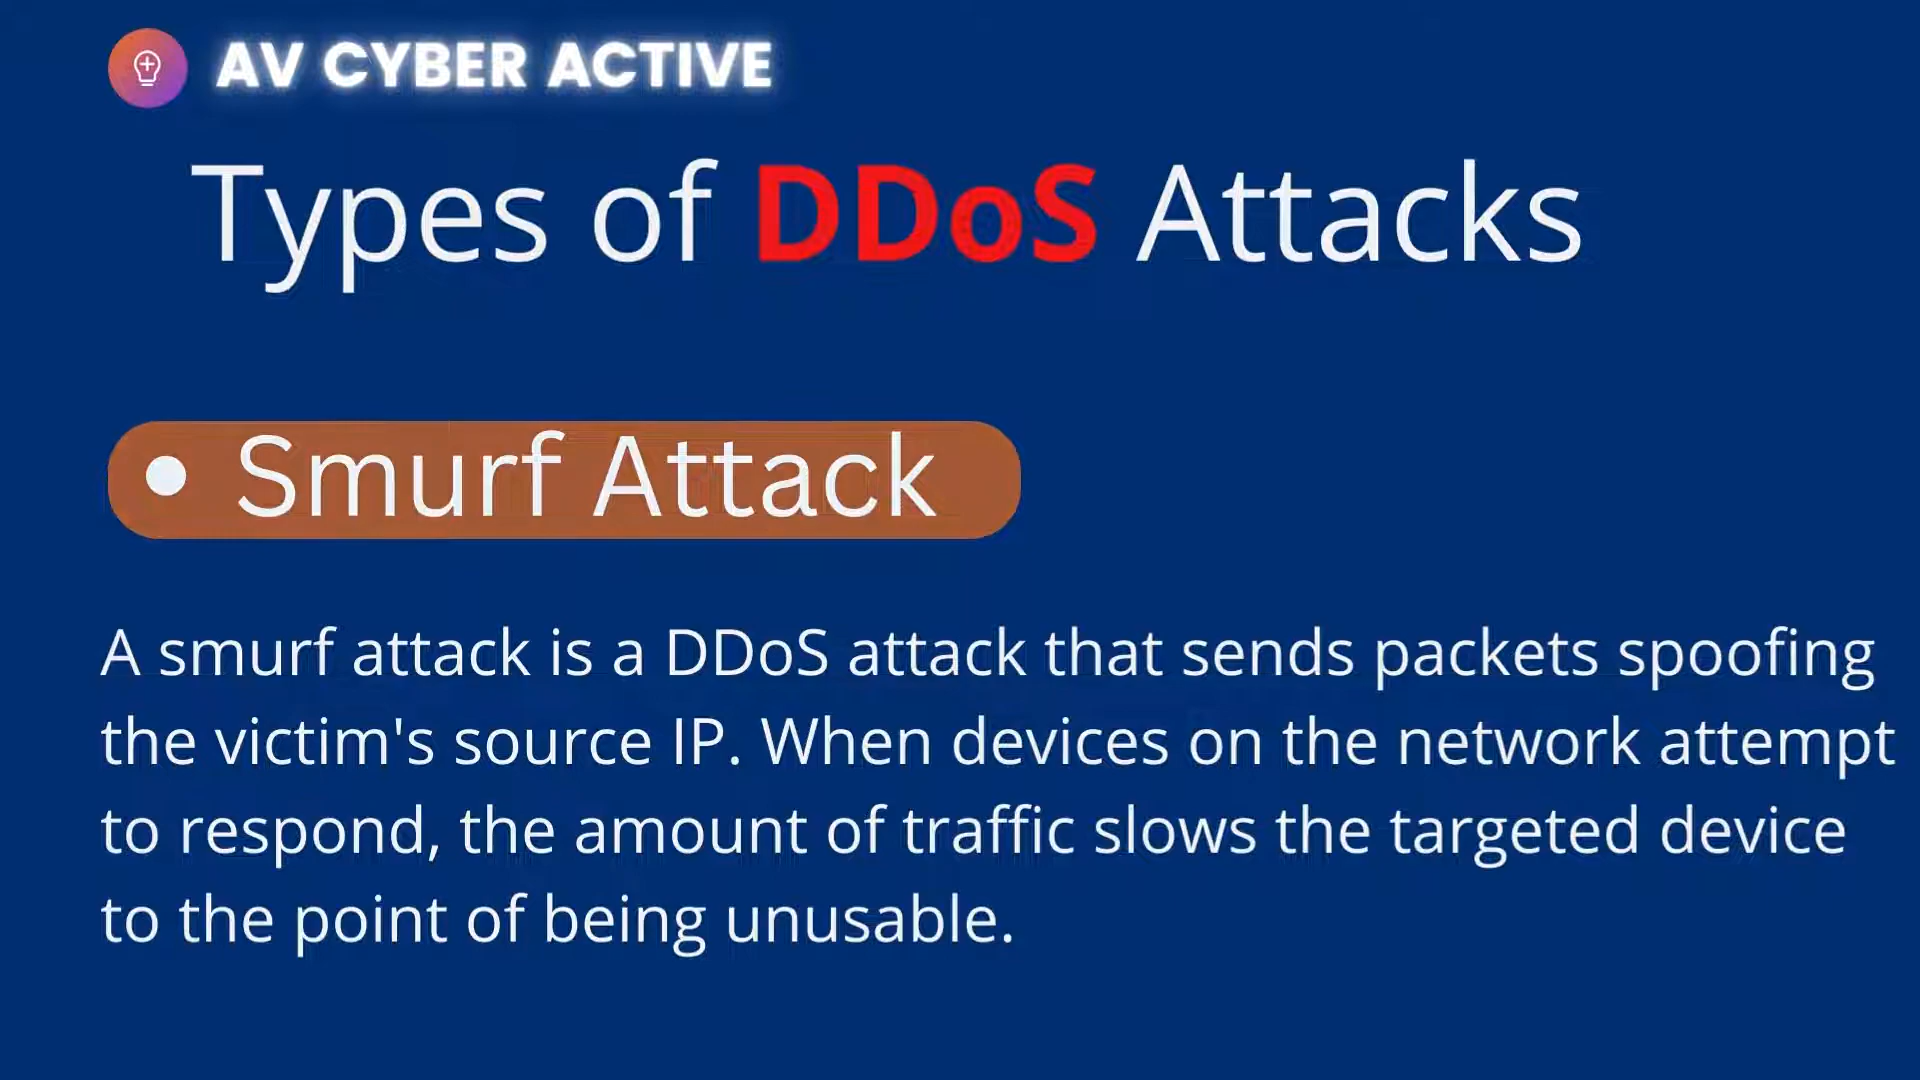 AV CYBER ACTIVE
Types of DDoS Attacks
• Smurf Attack
A smurf attack is a DDoS attack that sends packets spoofing
the victim's source IP. When devices on the network attempt
to respond, the amount of traffic slows the targeted device
to the point of being unusable.